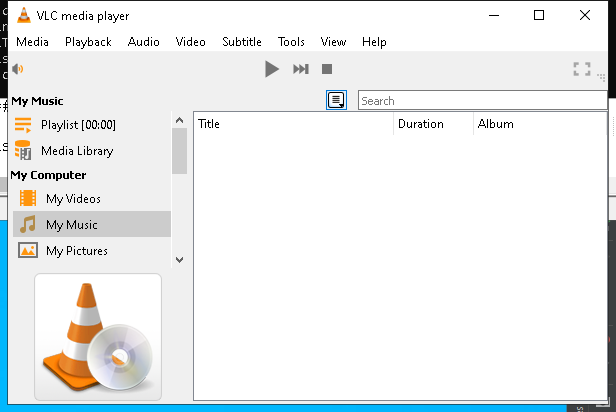 VLC media player
Media Playback Audio Video Subtitle Tools View Help
My Music
Search
Playlist [00:00]
Title Duration Album
Media Library
My Computer
My Videos
My Music
My Pictures